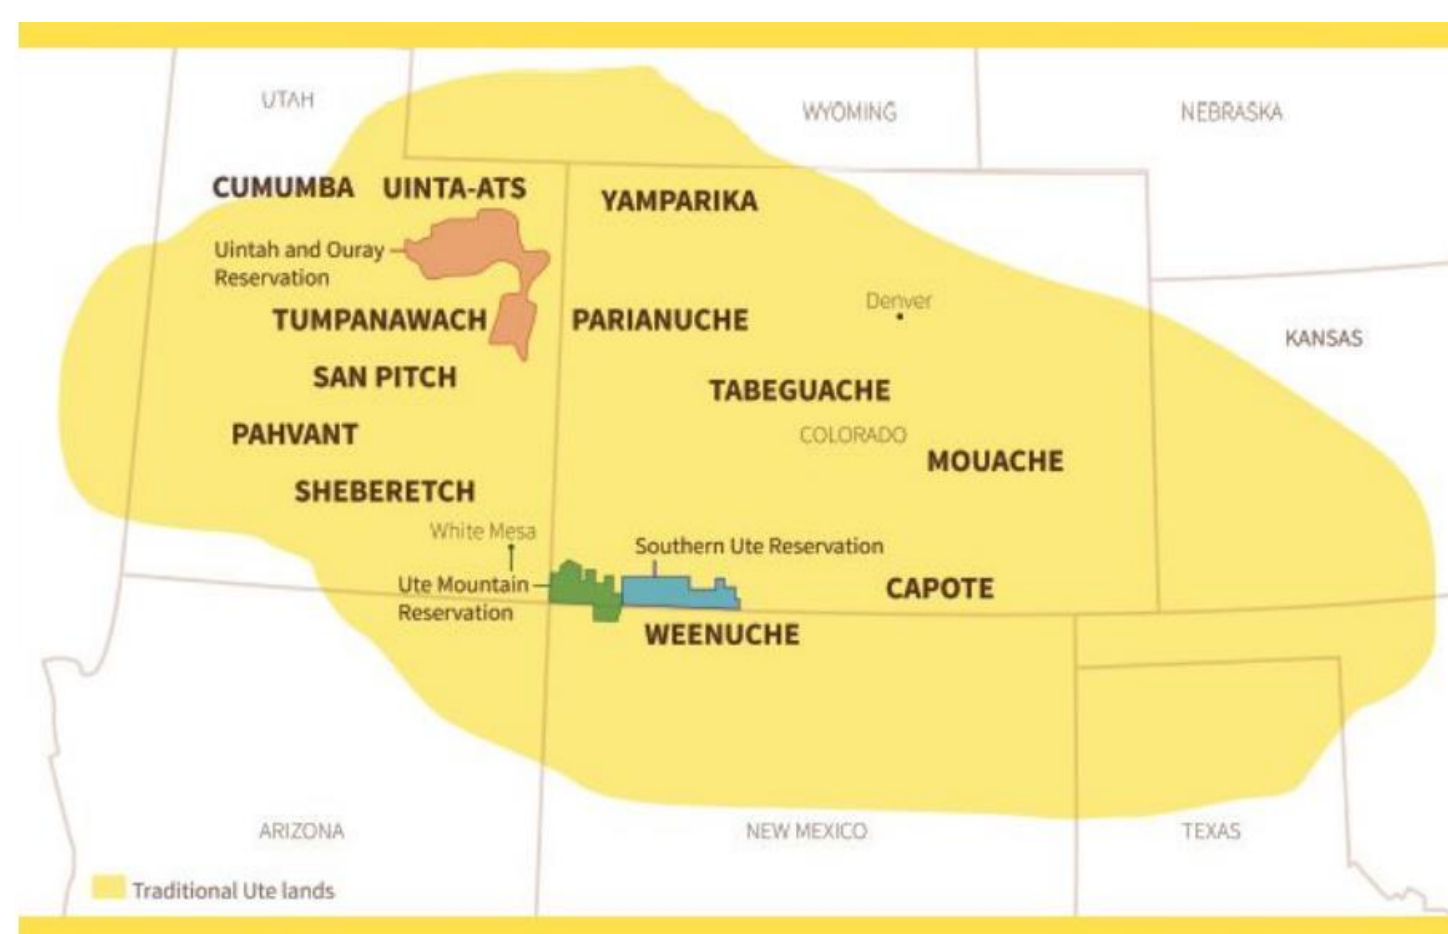 UTAH
WYOMING
NEBRASKA
CUMUMBA
UINTA-ATS
YAMPARIKA
Uintah and Ouray
Reservation
Denver
TUMPANAWACH
PARIANUCHE
KANSAS
SAN PITCH
TABEGUACHE
PAHVANT
COLORADO
MOUACHE
SHEBERETCH
White Mesa
Southern Ute Reservation
Ute Mountain
Reservation
CAPOTE
WEENUCHE
ARIZONA
NEW MEXICO
TEXAS
Traditional Ute lands